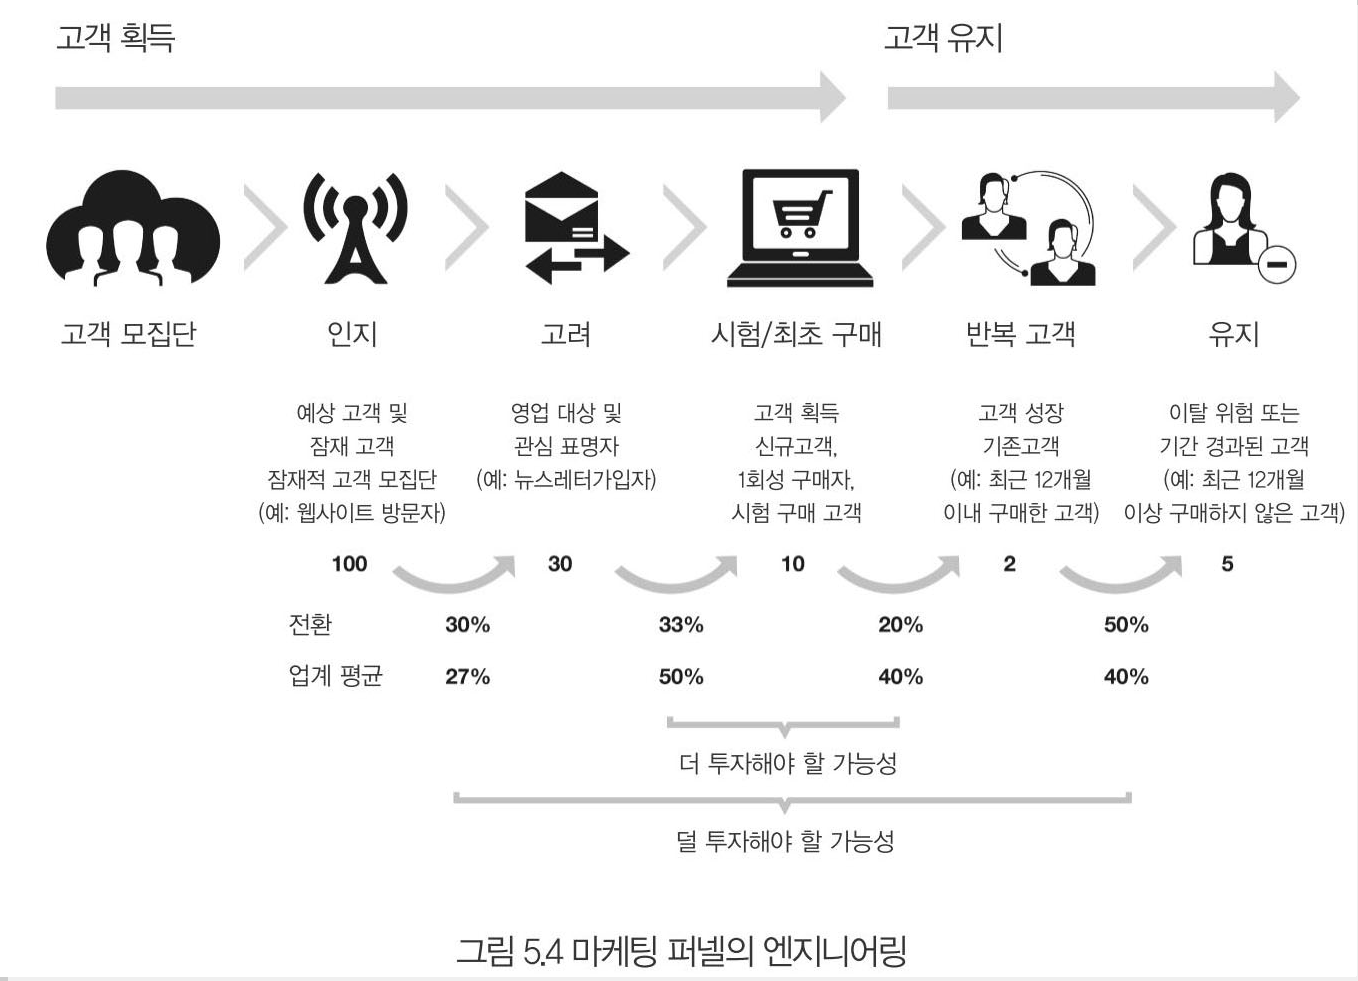 고객 획득
고객 유지
고객 모집단
인지
고려
시험/최초 구매
반복 고객
유지
예상 고객 및
잠재 고객
잠재적 고객 모집단
(예: 웹사이트 방문자)
영업 대상 및
관심 표명자
(예: 뉴스레터가입자)
고객 획득
신규고객,
1회성 구매자,
시험 구매 고객
고객 성장
기존고객
(예: 최근 12개월
이내 구매한 고객)
이탈 위험 또는
기간 경과된 고객
(예: 최근 12개월
이상 구매하지 않은 고객)
100 30 10 2 5
전환 30% 33% 20% 50%
업계 평균 27% 50% 40% 40%
더 투자해야 할 가능성
덜 투자해야 할 가능성
그림 5.4 마케팅 퍼널의 엔지니어링